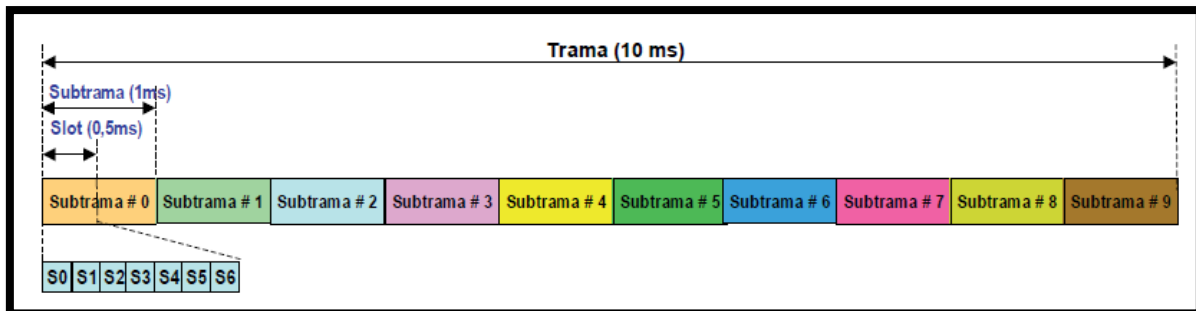 Trama (10 ms)
Subtrama (1ms)
Slot (0,5ms)
Subtrama # 0 Subtrama # 1 Subtrama # 2 Subtrama # 3 Subtrama # 4 Subtrama # 5 Subtrama # 6 Subtrama # 7 Subtrama # 8 Subtrama # 9
S0 S1 S2 S3 S4 S5 S6